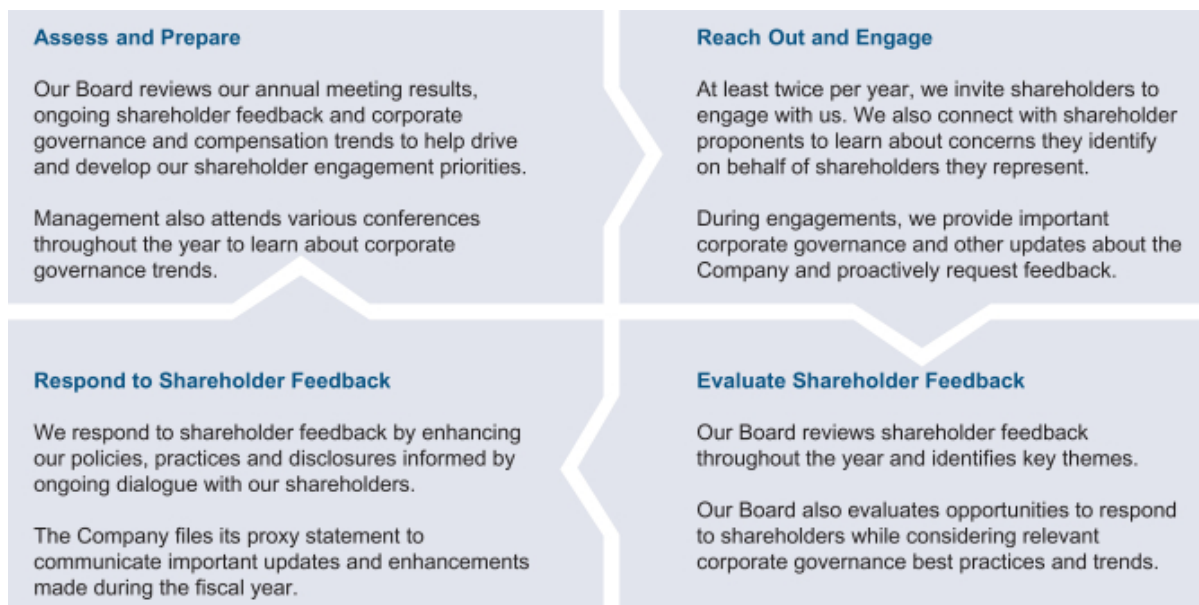 Assess and Prepare
Our Board reviews our annual meeting results,
ongoing shareholder feedback and corporate
governance and compensation trends to help drive
and develop our shareholder engagement priorities.
Management also attends various conferences
throughout the year to learn about corporate
governance trends.
Reach Out and Engage
At least twice per year, we invite shareholders to
engage with us. We also connect with shareholder
proponents to learn about concerns they identify
on behalf of shareholders they represent.
During engagements, we provide important
corporate governance and other updates about the
Company and proactively request feedback.
Respond to Shareholder Feedback
We respond to shareholder feedback by enhancing
our policies, practices and disclosures informed by
ongoing dialogue with our shareholders.
The Company files its proxy statement to
communicate important updates and enhancements
made during the fiscal year.
Evaluate Shareholder Feedback
Our Board reviews shareholder feedback
throughout the year and identifies key themes.
Our Board also evaluates opportunities to respond
to shareholders while considering relevant
corporate governance best practices and trends.